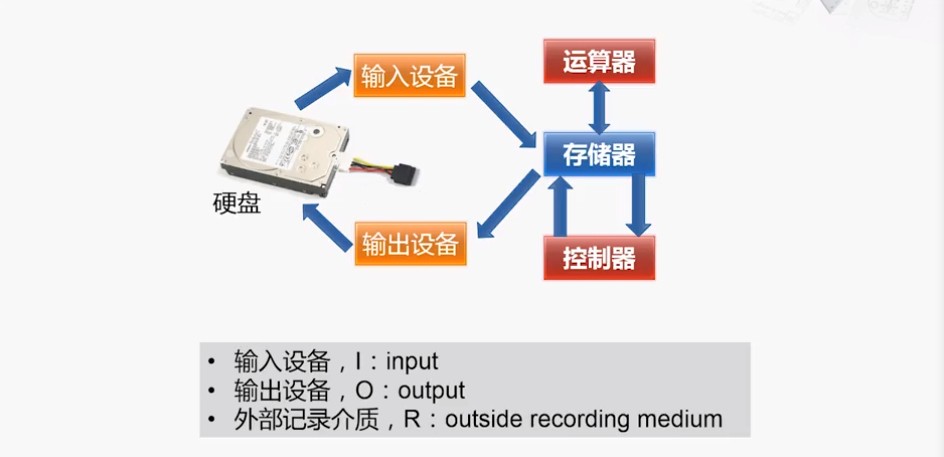 输入设备
运算器
存储器
硬盘
输出设备
控制器
• 输入设备，I：input
• 输出设备，O：output
• 外部记录介质，R：outside recording medium